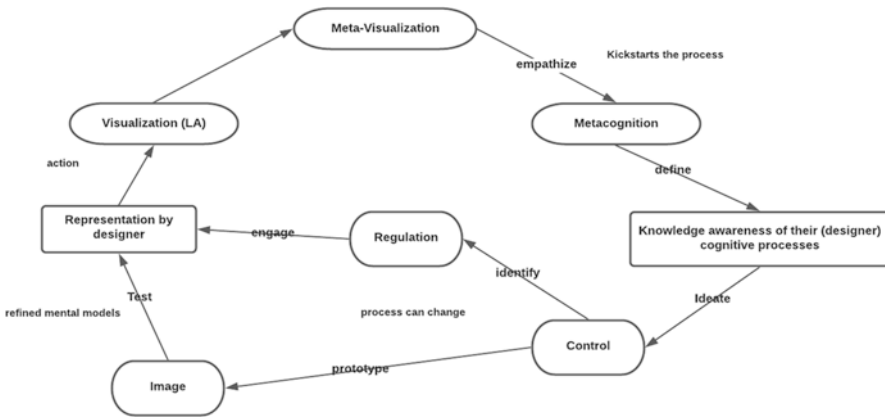 Meta-Visualization
empathize
Kickstarts the process
Visualization (LA)
Metacognition
action
define
Representation by
designer
engage
Regulation
Knowledge awareness of their (designer)
cognitive processes
identify
Test
Ideate
refined mental models
process can change
Control
prototype
Image